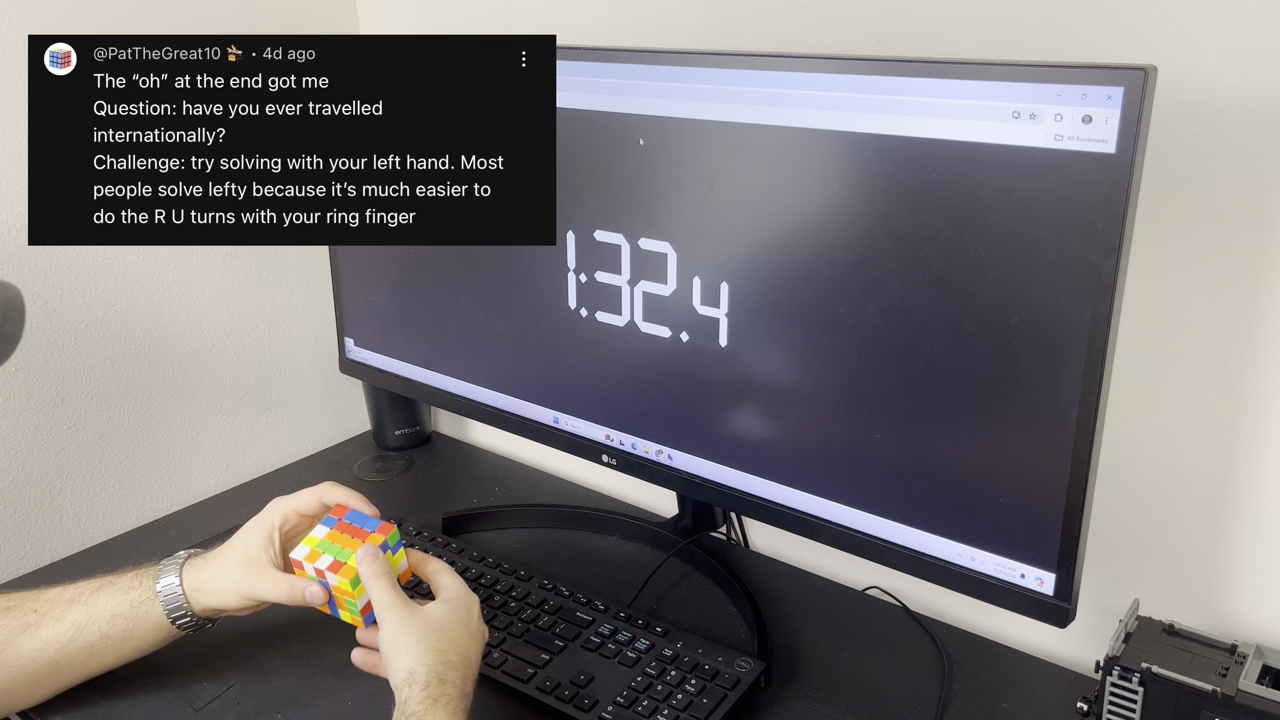 @PatTheGreat10 • 4d ago
The “oh” at the end got me
Question: have you ever travelled
internationally?
Challenge: try solving with your left hand. Most
people solve lefty because it’s much easier to
do the R U turns with your ring finger
All Bookmarks
1:32.4
LG
DELL